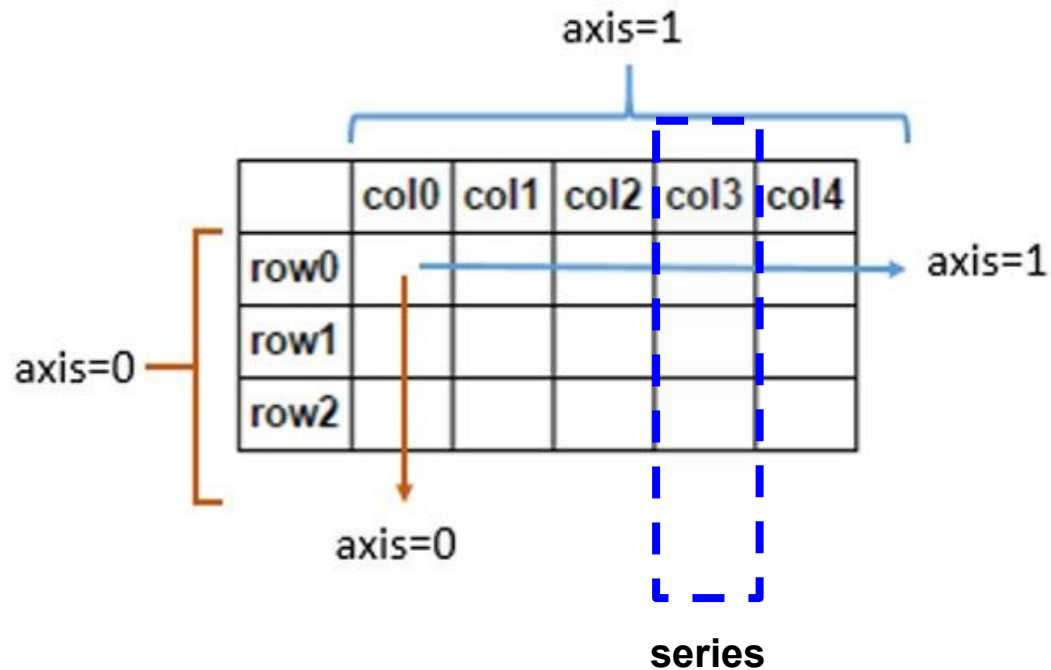 axis=1
col0 col1 col2 col3 col4
row0
axis=1
row1
axis=0
row2
axis=0
series